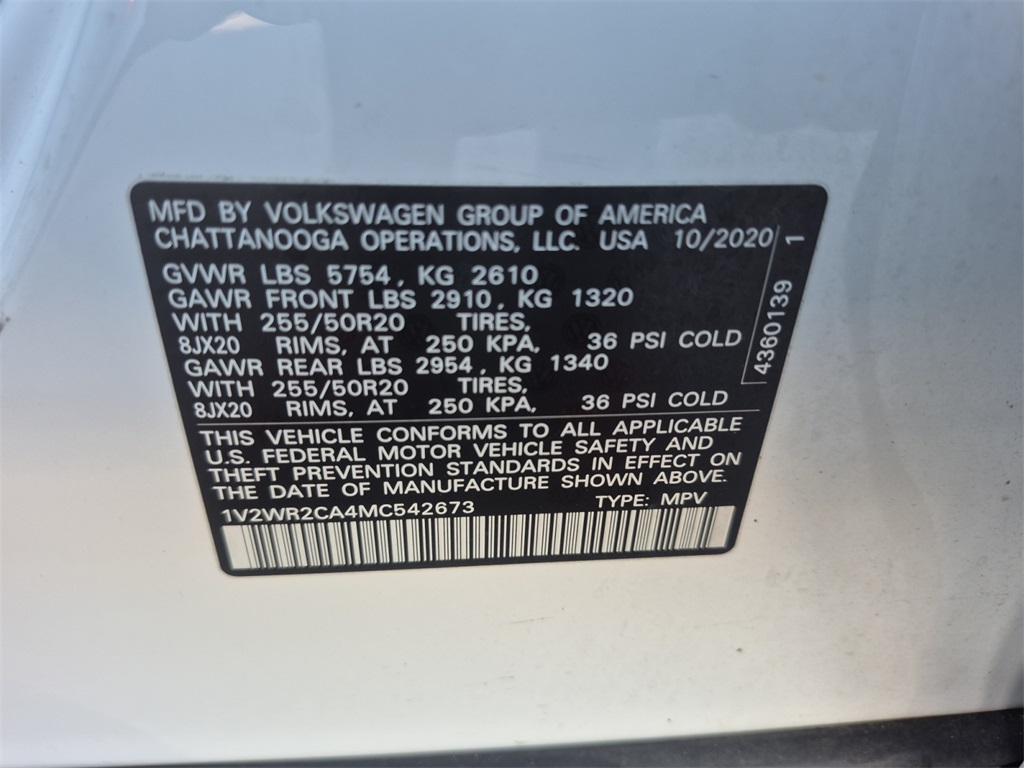 MFD BY VOLKSWAGEN GROUP OF AMERICA
CHATTANOOGA OPERATIONS, LLC. USA 10/2020
GVWR LBS 5754, KG 2610
GAWR FRONT LBS 2910, KG 1320
WITH 255/50R20 TIRES,
8JX20 RIMS, AT 250 KPA, 36 PSI COLD
GAWR REAR LBS 2954, KG 1340
WITH 255/50R20 TIRES,
8JX20 RIMS, AT 250 KPA, 36 PSI COLD
4360139 1
THIS VEHICLE CONFORMS TO ALL APPLICABLE
U.S. FEDERAL MOTOR VEHICLE SAFETY AND
THEFT PREVENTION STANDARDS IN EFFECT ON
THE DATE OF MANUFACTURE SHOWN ABOVE.
1V2WR2CA4MC542673 TYPE: MPV